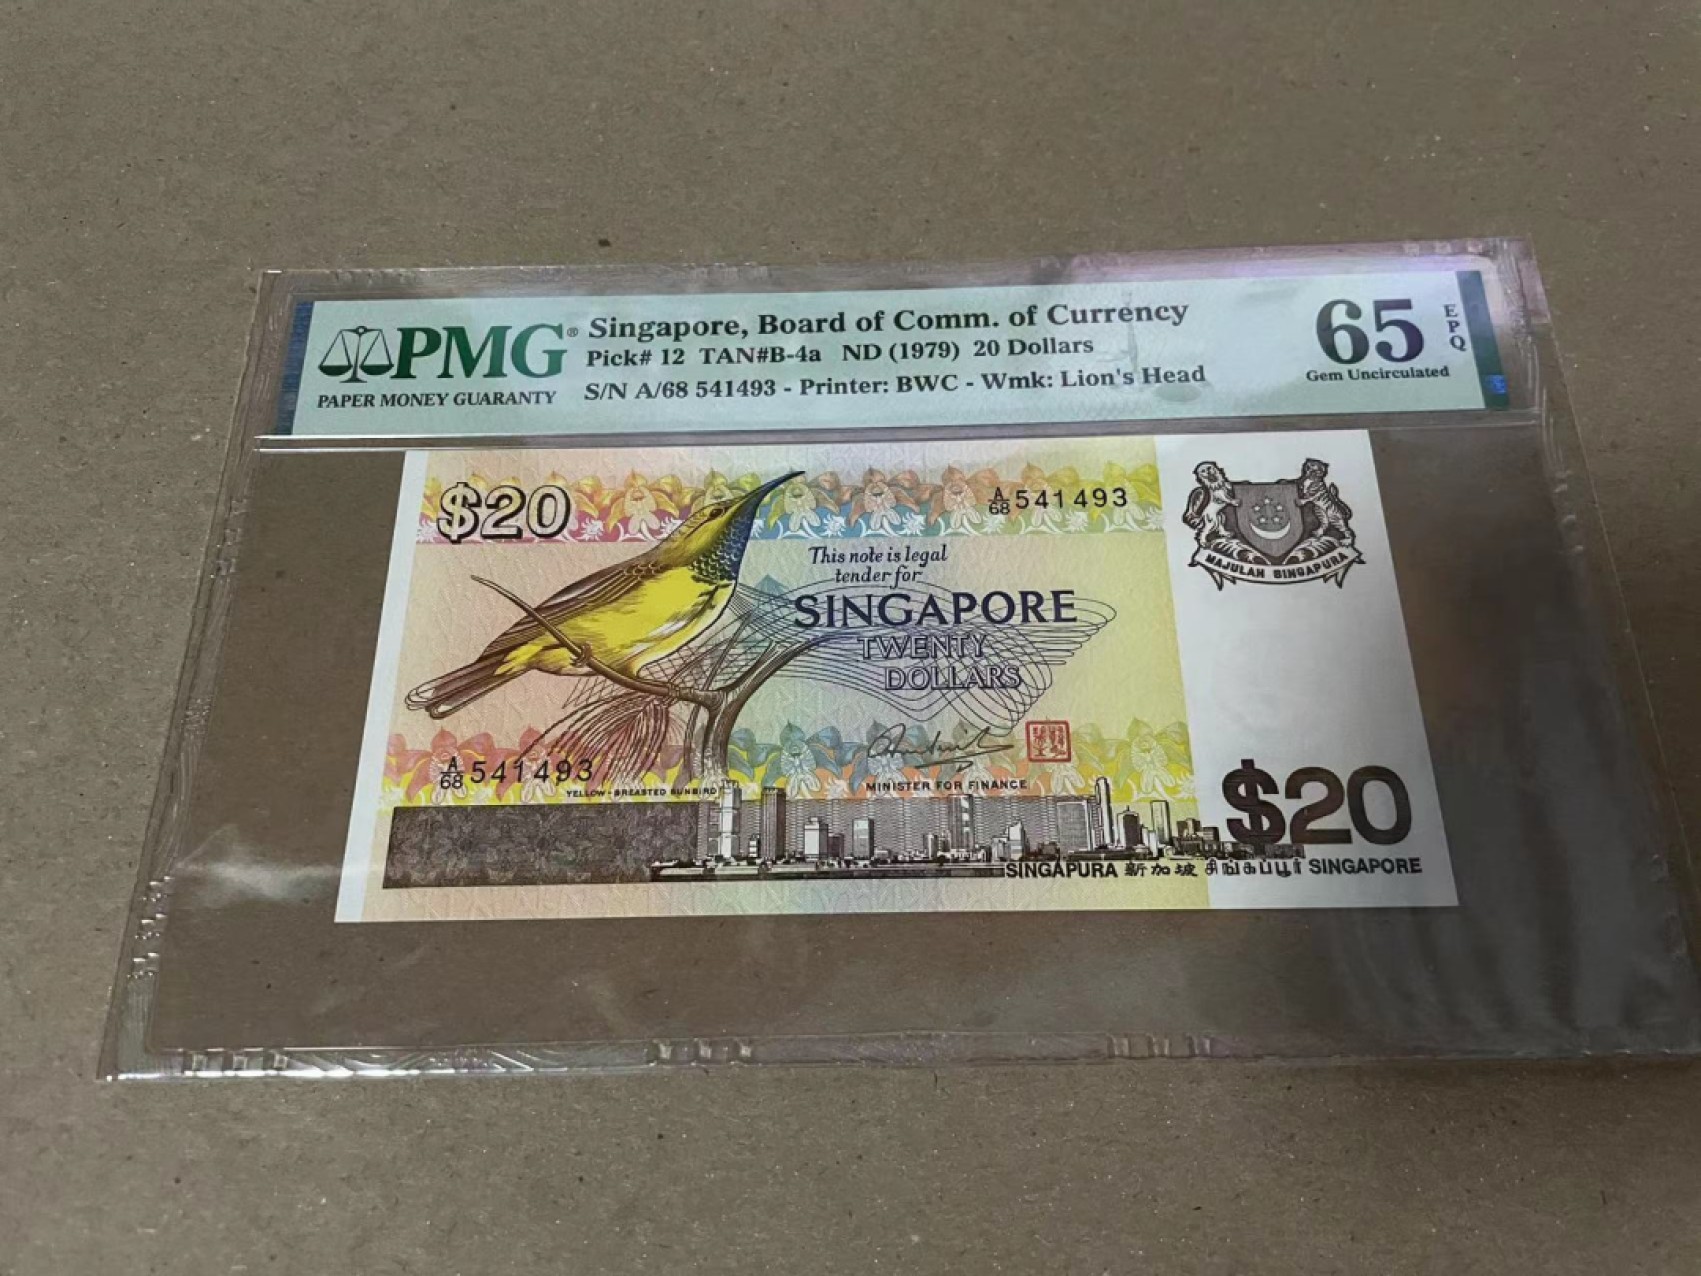 PMG®
PAPER MONEY GUARANTY
Singapore, Board of Comm. of Currency
Pick# 12 TAN#B-4a ND (1979) 20 Dollars
S/N A/68 541493 - Printer: BWC - Wmk: Lion's Head
65 EPQ
Gem Uncirculated
$20
A/68 541493
This note is legal
tender for
SINGAPORE
TWENTY
DOLLARS
MAJULAH SINGAPURA
A/68 541493
YELLOW-BREASTED SUNBIRD
MINISTER FOR FINANCE
$20
SINGAPURA 新加坡 சிங்கப்பூர் SINGAPORE